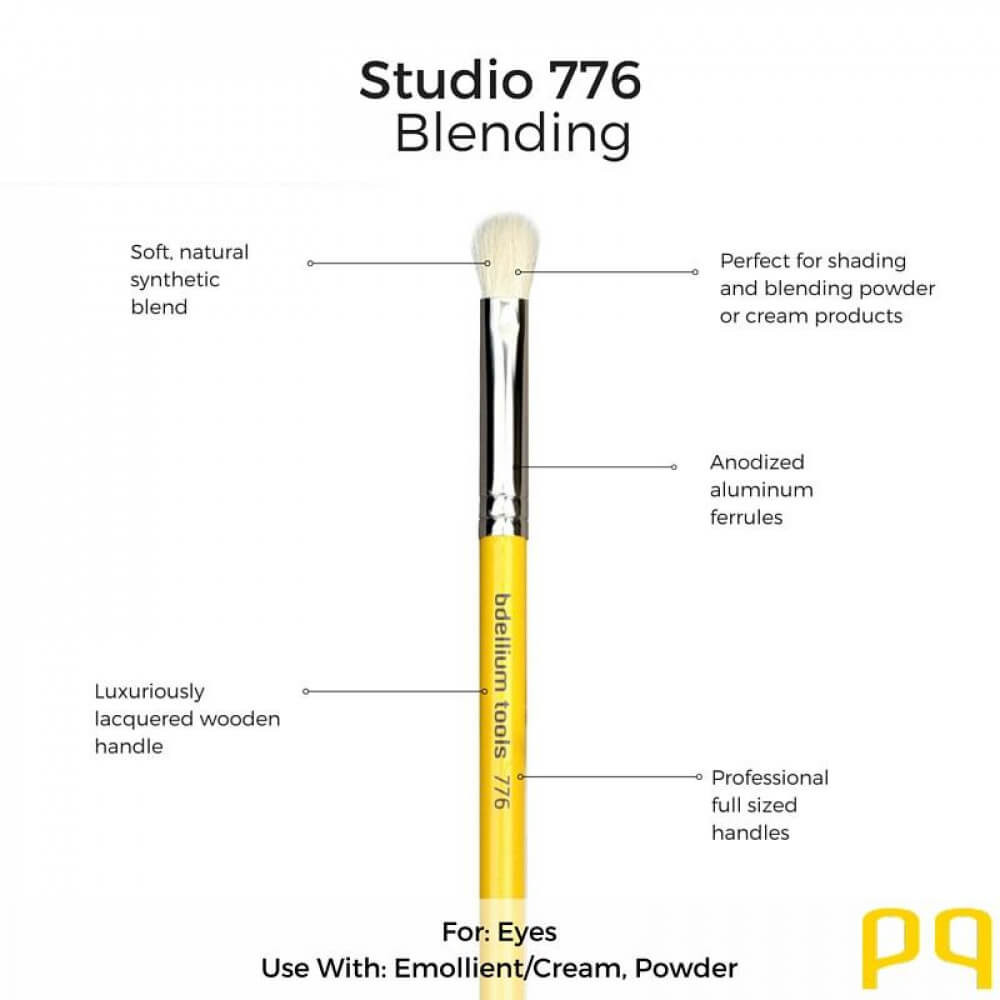 Studio 776
Blending
Soft, natural
synthetic
blend
Perfect for shading
and blending powder
or cream products
Anodized
aluminum
ferrules
bdellium tools 776
Luxuriously
lacquered wooden
handle
Professional
full sized
handles
For: Eyes
Use With: Emollient/Cream, Powder